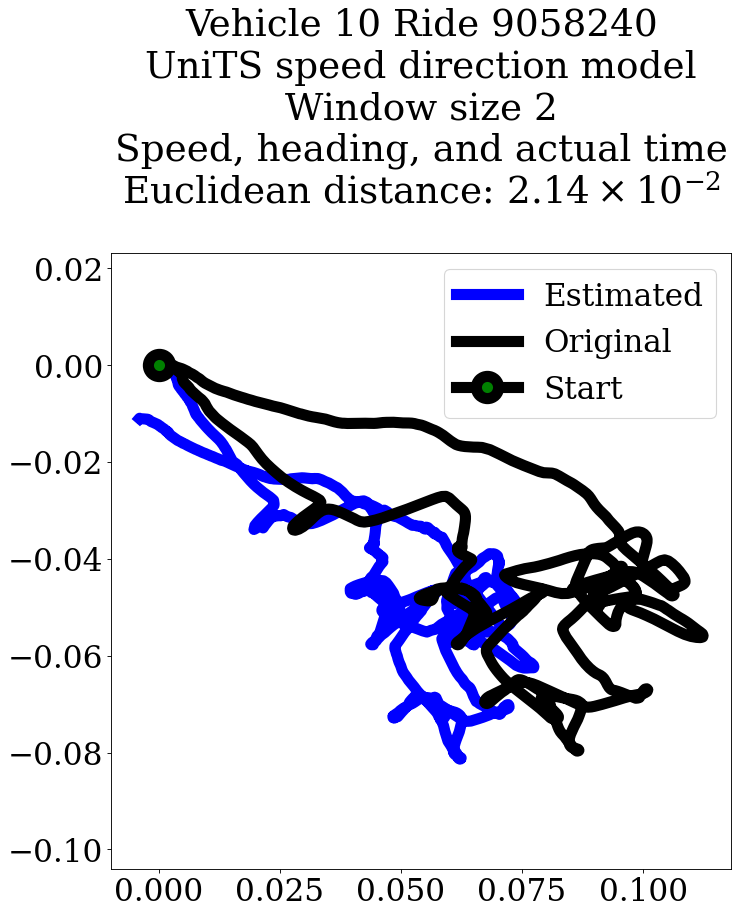 Vehicle 10 Ride 9058240
UniTS speed direction model
Window size 2
Speed, heading, and actual time
Euclidean distance: 2.14 × 10⁻²
0.02
0.00
−0.02
−0.04
−0.06
−0.08
−0.10
Estimated
Original
Start
0.000 0.025 0.050 0.075 0.100